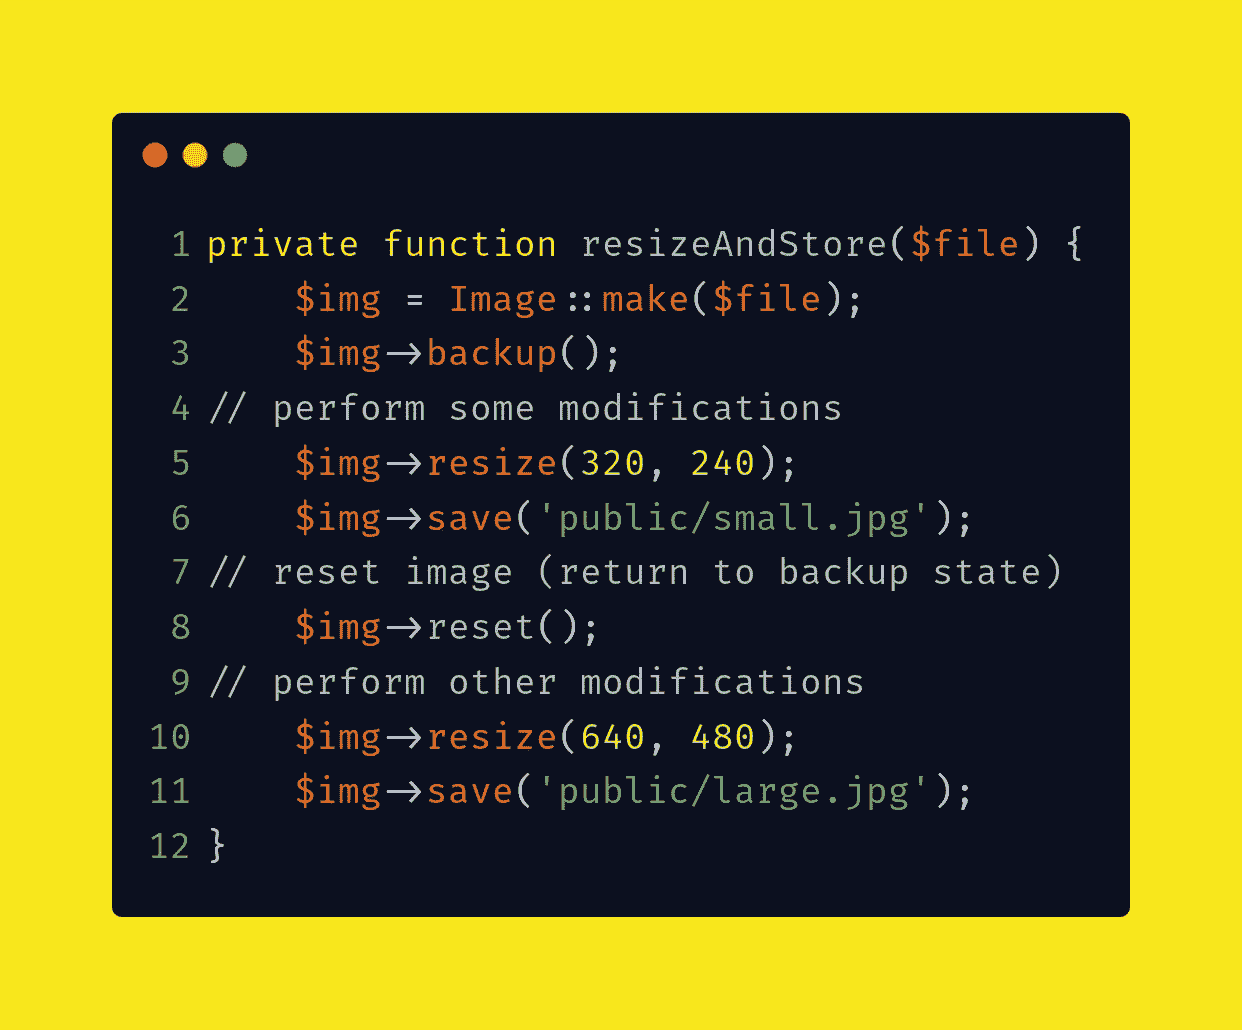 1 private function resizeAndStore($file) {
2     $img = Image::make($file);
3     $img->backup();
4 // perform some modifications
5     $img->resize(320, 240);
6     $img->save('public/small.jpg');
7 // reset image (return to backup state)
8     $img->reset();
9 // perform other modifications
10     $img->resize(640, 480);
11     $img->save('public/large.jpg');
12 }